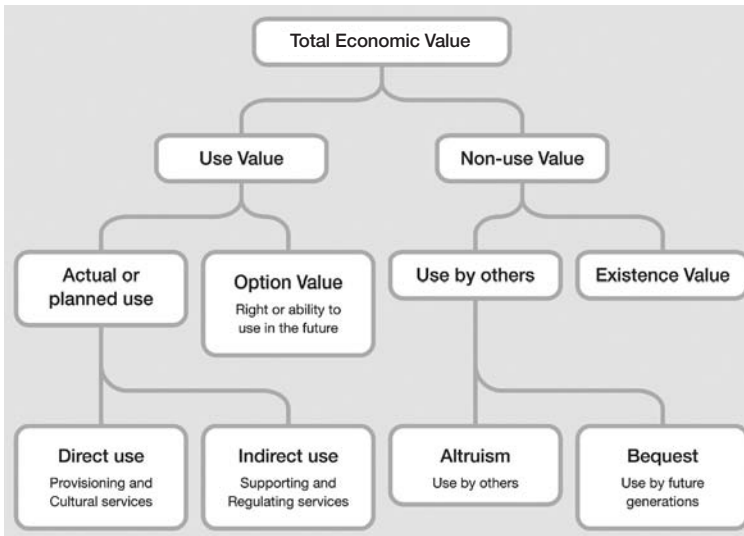 Total Economic Value
Use Value
Non-use Value
Actual or
planned use
Option Value
Right or ability to
use in the future
Use by others
Existence Value
Direct use
Provisioning and
Cultural services
Indirect use
Supporting and
Regulating services
Altruism
Use by others
Bequest
Use by future
generations